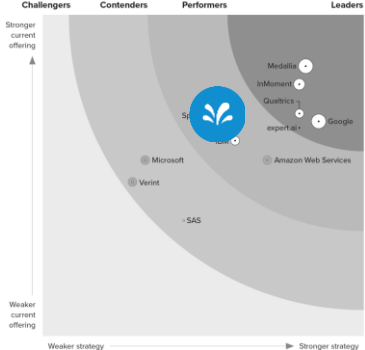 Challengers Contenders Performers Leaders
Stronger
current
offering
Medallia
InMoment
Qualtrics
Sp
Google
expert.ai
IBM
Microsoft
Amazon Web Services
Verint
SAS
Weaker
current
offering
Weaker strategy Stronger strategy